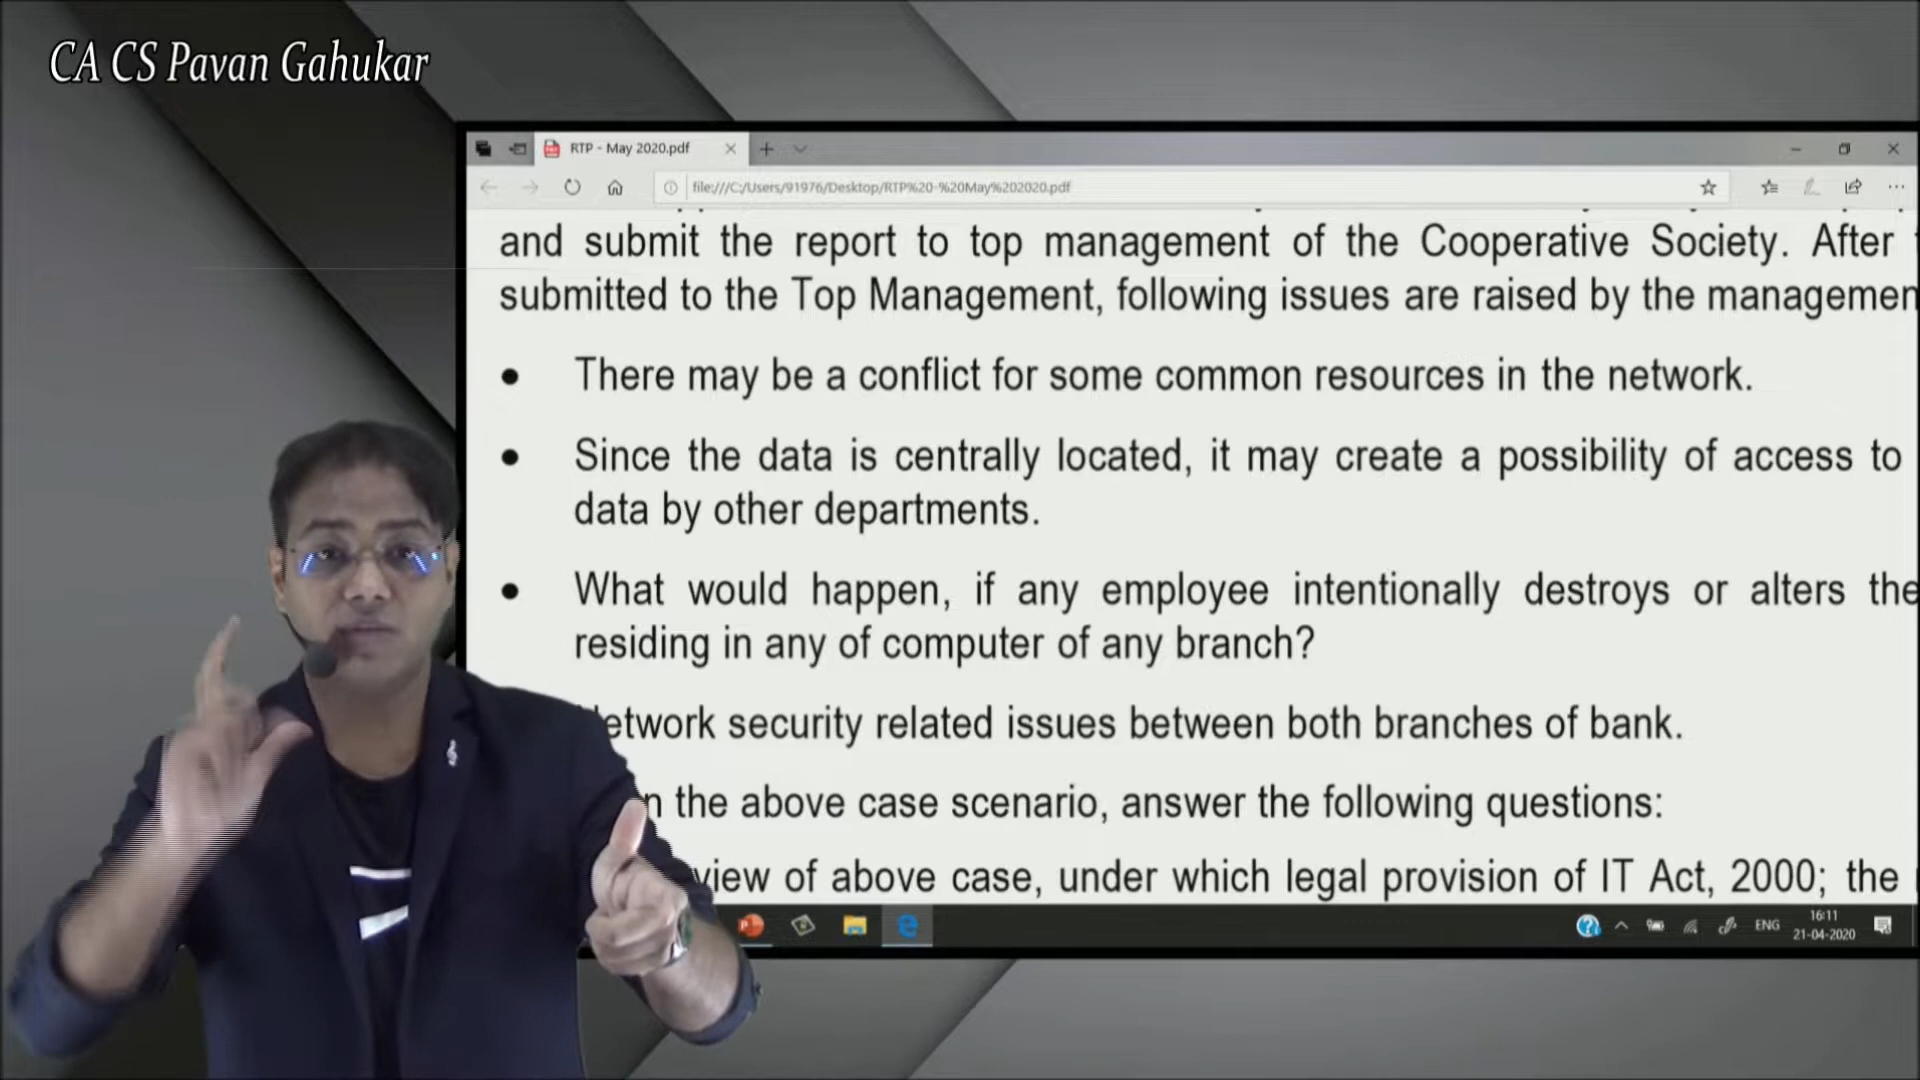 CA CS Pavan Gahukar
RTP - May 2020.pdf
file:///C:/Users/91976/Desktop/RTP%20-%20May%202020.pdf
and submit the report to top management of the Cooperative Society. After
submitted to the Top Management, following issues are raised by the managemen
There may be a conflict for some common resources in the network.
Since the data is centrally located, it may create a possibility of access to
data by other departments.
What would happen, if any employee intentionally destroys or alters the
residing in any of computer of any branch?
etwork security related issues between both branches of bank.
n the above case scenario, answer the following questions:
view of above case, under which legal provision of IT Act, 2000; the
ENG
16:11
21-04-2020